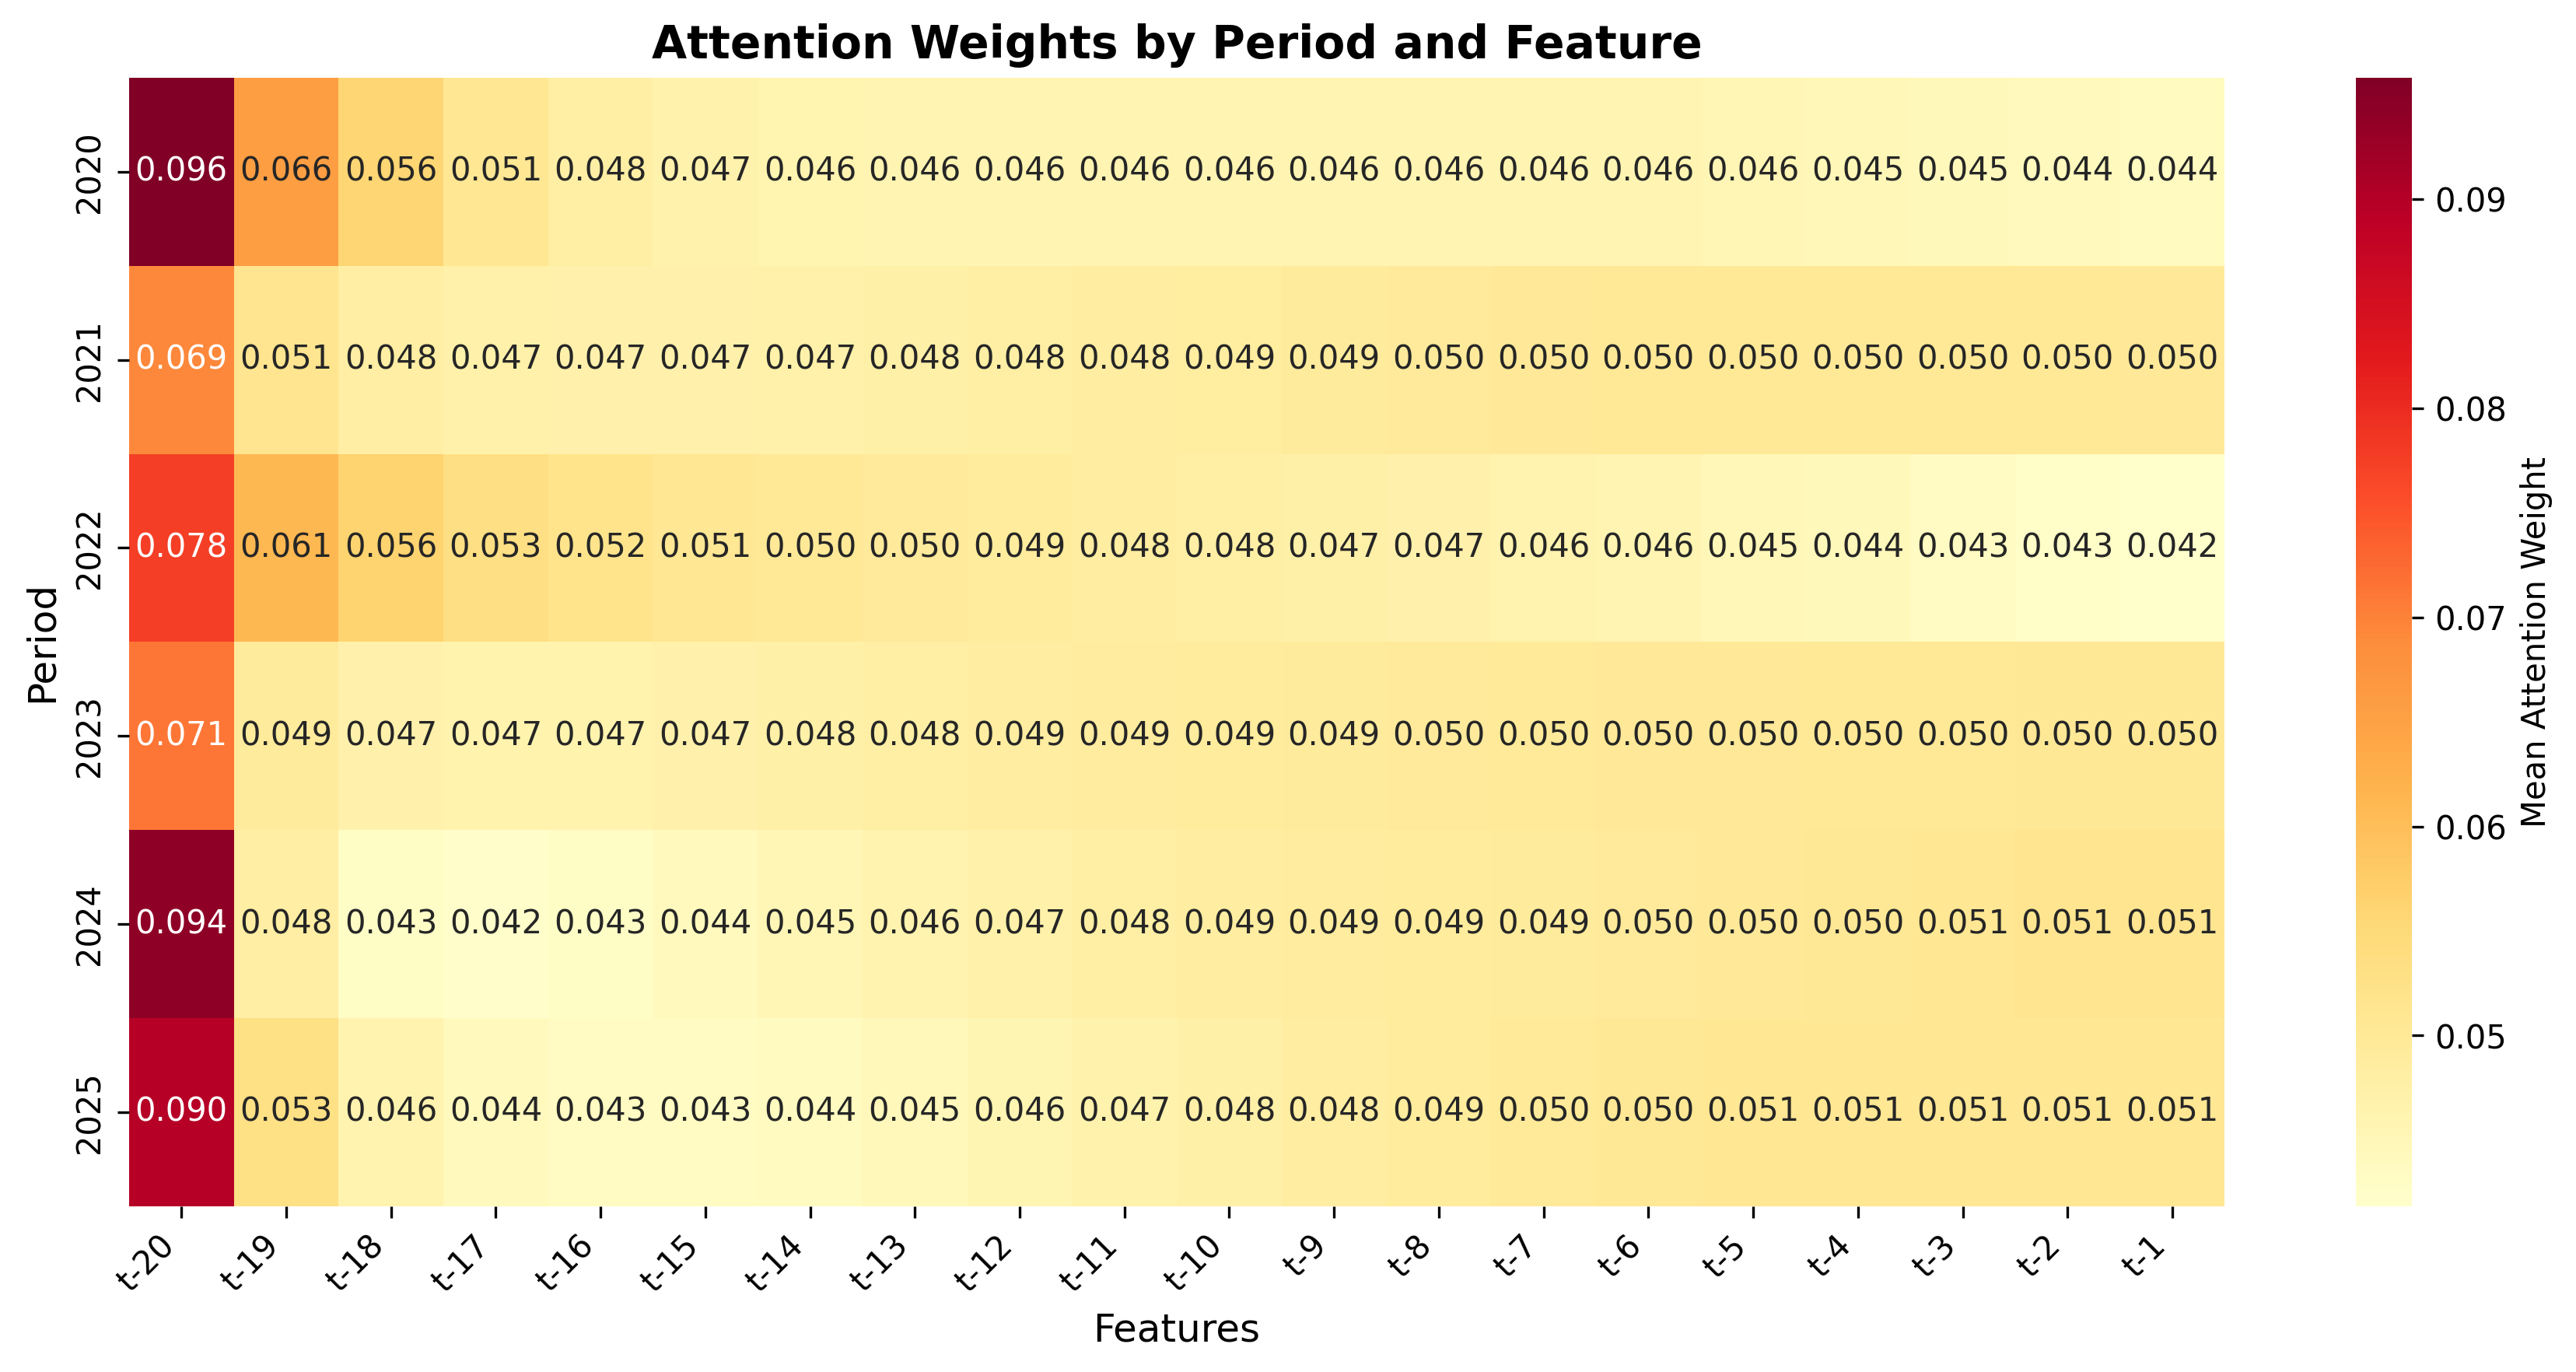 Attention Weights by Period and Feature
Period
2020 0.096 0.066 0.056 0.051 0.048 0.047 0.046 0.046 0.046 0.046 0.046 0.046 0.046 0.046 0.046 0.046 0.045 0.045 0.044 0.044
2021 0.069 0.051 0.048 0.047 0.047 0.047 0.047 0.048 0.048 0.048 0.049 0.049 0.050 0.050 0.050 0.050 0.050 0.050 0.050 0.050
2022 0.078 0.061 0.056 0.053 0.052 0.051 0.050 0.050 0.049 0.048 0.048 0.047 0.047 0.046 0.046 0.045 0.044 0.043 0.043 0.042
2023 0.071 0.049 0.047 0.047 0.047 0.047 0.048 0.048 0.049 0.049 0.049 0.049 0.050 0.050 0.050 0.050 0.050 0.050 0.050 0.050
2024 0.094 0.048 0.043 0.042 0.043 0.044 0.045 0.046 0.047 0.048 0.049 0.049 0.049 0.049 0.050 0.050 0.050 0.051 0.051 0.051
2025 0.090 0.053 0.046 0.044 0.043 0.043 0.044 0.045 0.046 0.047 0.048 0.048 0.049 0.050 0.050 0.051 0.051 0.051 0.051 0.051
t-20 t-19 t-18 t-17 t-16 t-15 t-14 t-13 t-12 t-11 t-10 t-9 t-8 t-7 t-6 t-5 t-4 t-3 t-2 t-1
Features
0.09
0.08
0.07
0.06
0.05
Mean Attention Weight